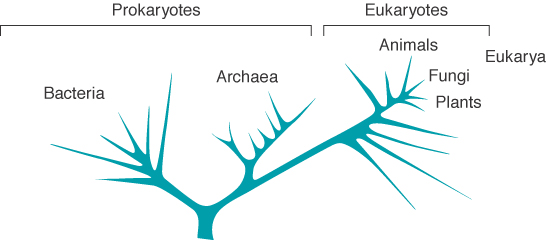 Prokaryotes
Eukaryotes
Animals
Eukarya
Archaea
Fungi
Bacteria
Plants